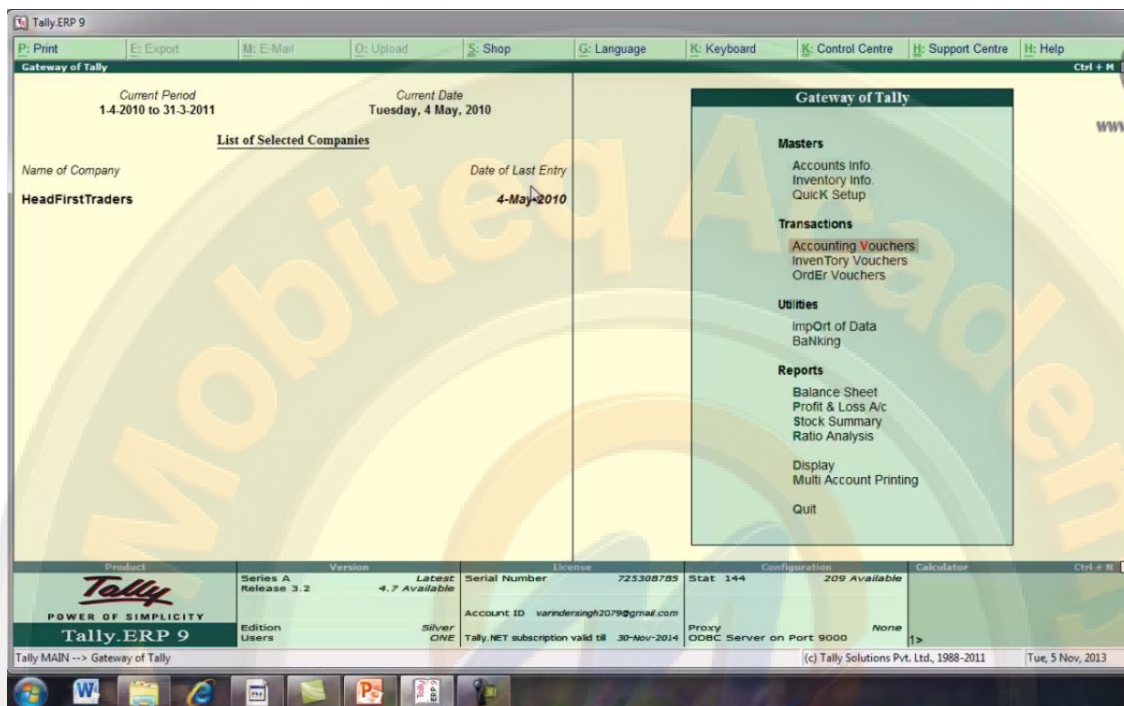 Tally.ERP 9
P: Print E: Export M: E-Mail O: Upload S: Shop G: Language K: Keyboard K: Control Centre H: Support Centre H: Help
Gateway of Tally Ctrl + M
Current Period Current Date
1-4-2010 to 31-3-2011 Tuesday, 4 May, 2010
List of Selected Companies
Name of Company Date of Last Entry
HeadFirstTraders 4-May-2010
Gateway of Tally
www
Masters
Accounts Info.
Inventory Info.
QuicK Setup
Transactions
Accounting Vouchers
InvenTory Vouchers
OrdEr Vouchers
Utilities
ImpOrt of Data
BaNking
Reports
Balance Sheet
Profit & Loss A/c
Stock Summary
Ratio Analysis
Display
Multi Account Printing
Quit
Mobiteq Academy
Product Version License Configuration Calculator Ctrl + N
Tally
POWER OF SIMPLICITY
Tally.ERP 9
Series A Latest
Release 3.2 4.7 Available
Edition Silver
Users ONE
Serial Number 725308785
Account ID varindersingh2079@gmail.com
Tally.NET subscription valid till 30-Nov-2014
Stat 144 209 Available
Proxy None
ODBC Server on Port 9000
1>
Tally MAIN --> Gateway of Tally (c) Tally Solutions Pvt. Ltd., 1988-2011 Tue, 5 Nov, 2013